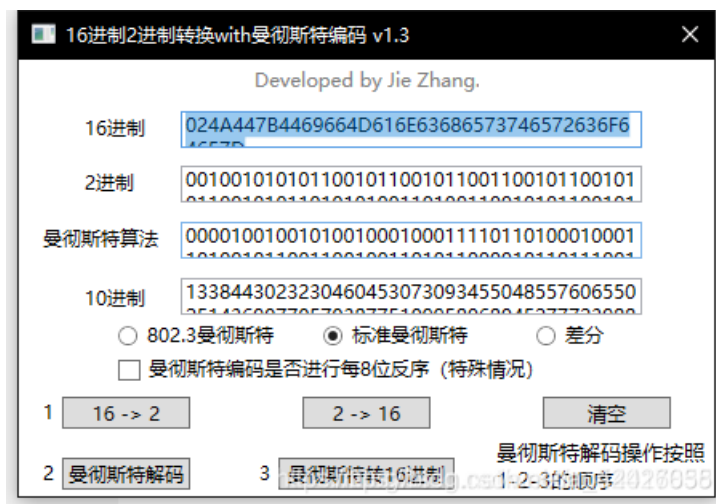 16进制2进制转换with曼彻斯特编码 v1.3
Developed by Jie Zhang.
16进制
024A447B4469664D616E63686573746572636F6
4657D
2进制
001001010101100101100101100110010110010 1
曼彻斯特算法
000010010010100100010001111011010001000 1
10进制
133844302323046045307309345504855760655 0
802.3曼彻斯特
标准曼彻斯特
差分
曼彻斯特编码是否进行每8位反序（特殊情况）
1
16 -> 2
2 -> 16
清空
曼彻斯特解码操作按照
2
曼彻斯特解码
3
曼彻斯特转16进制
1-2-3的顺序